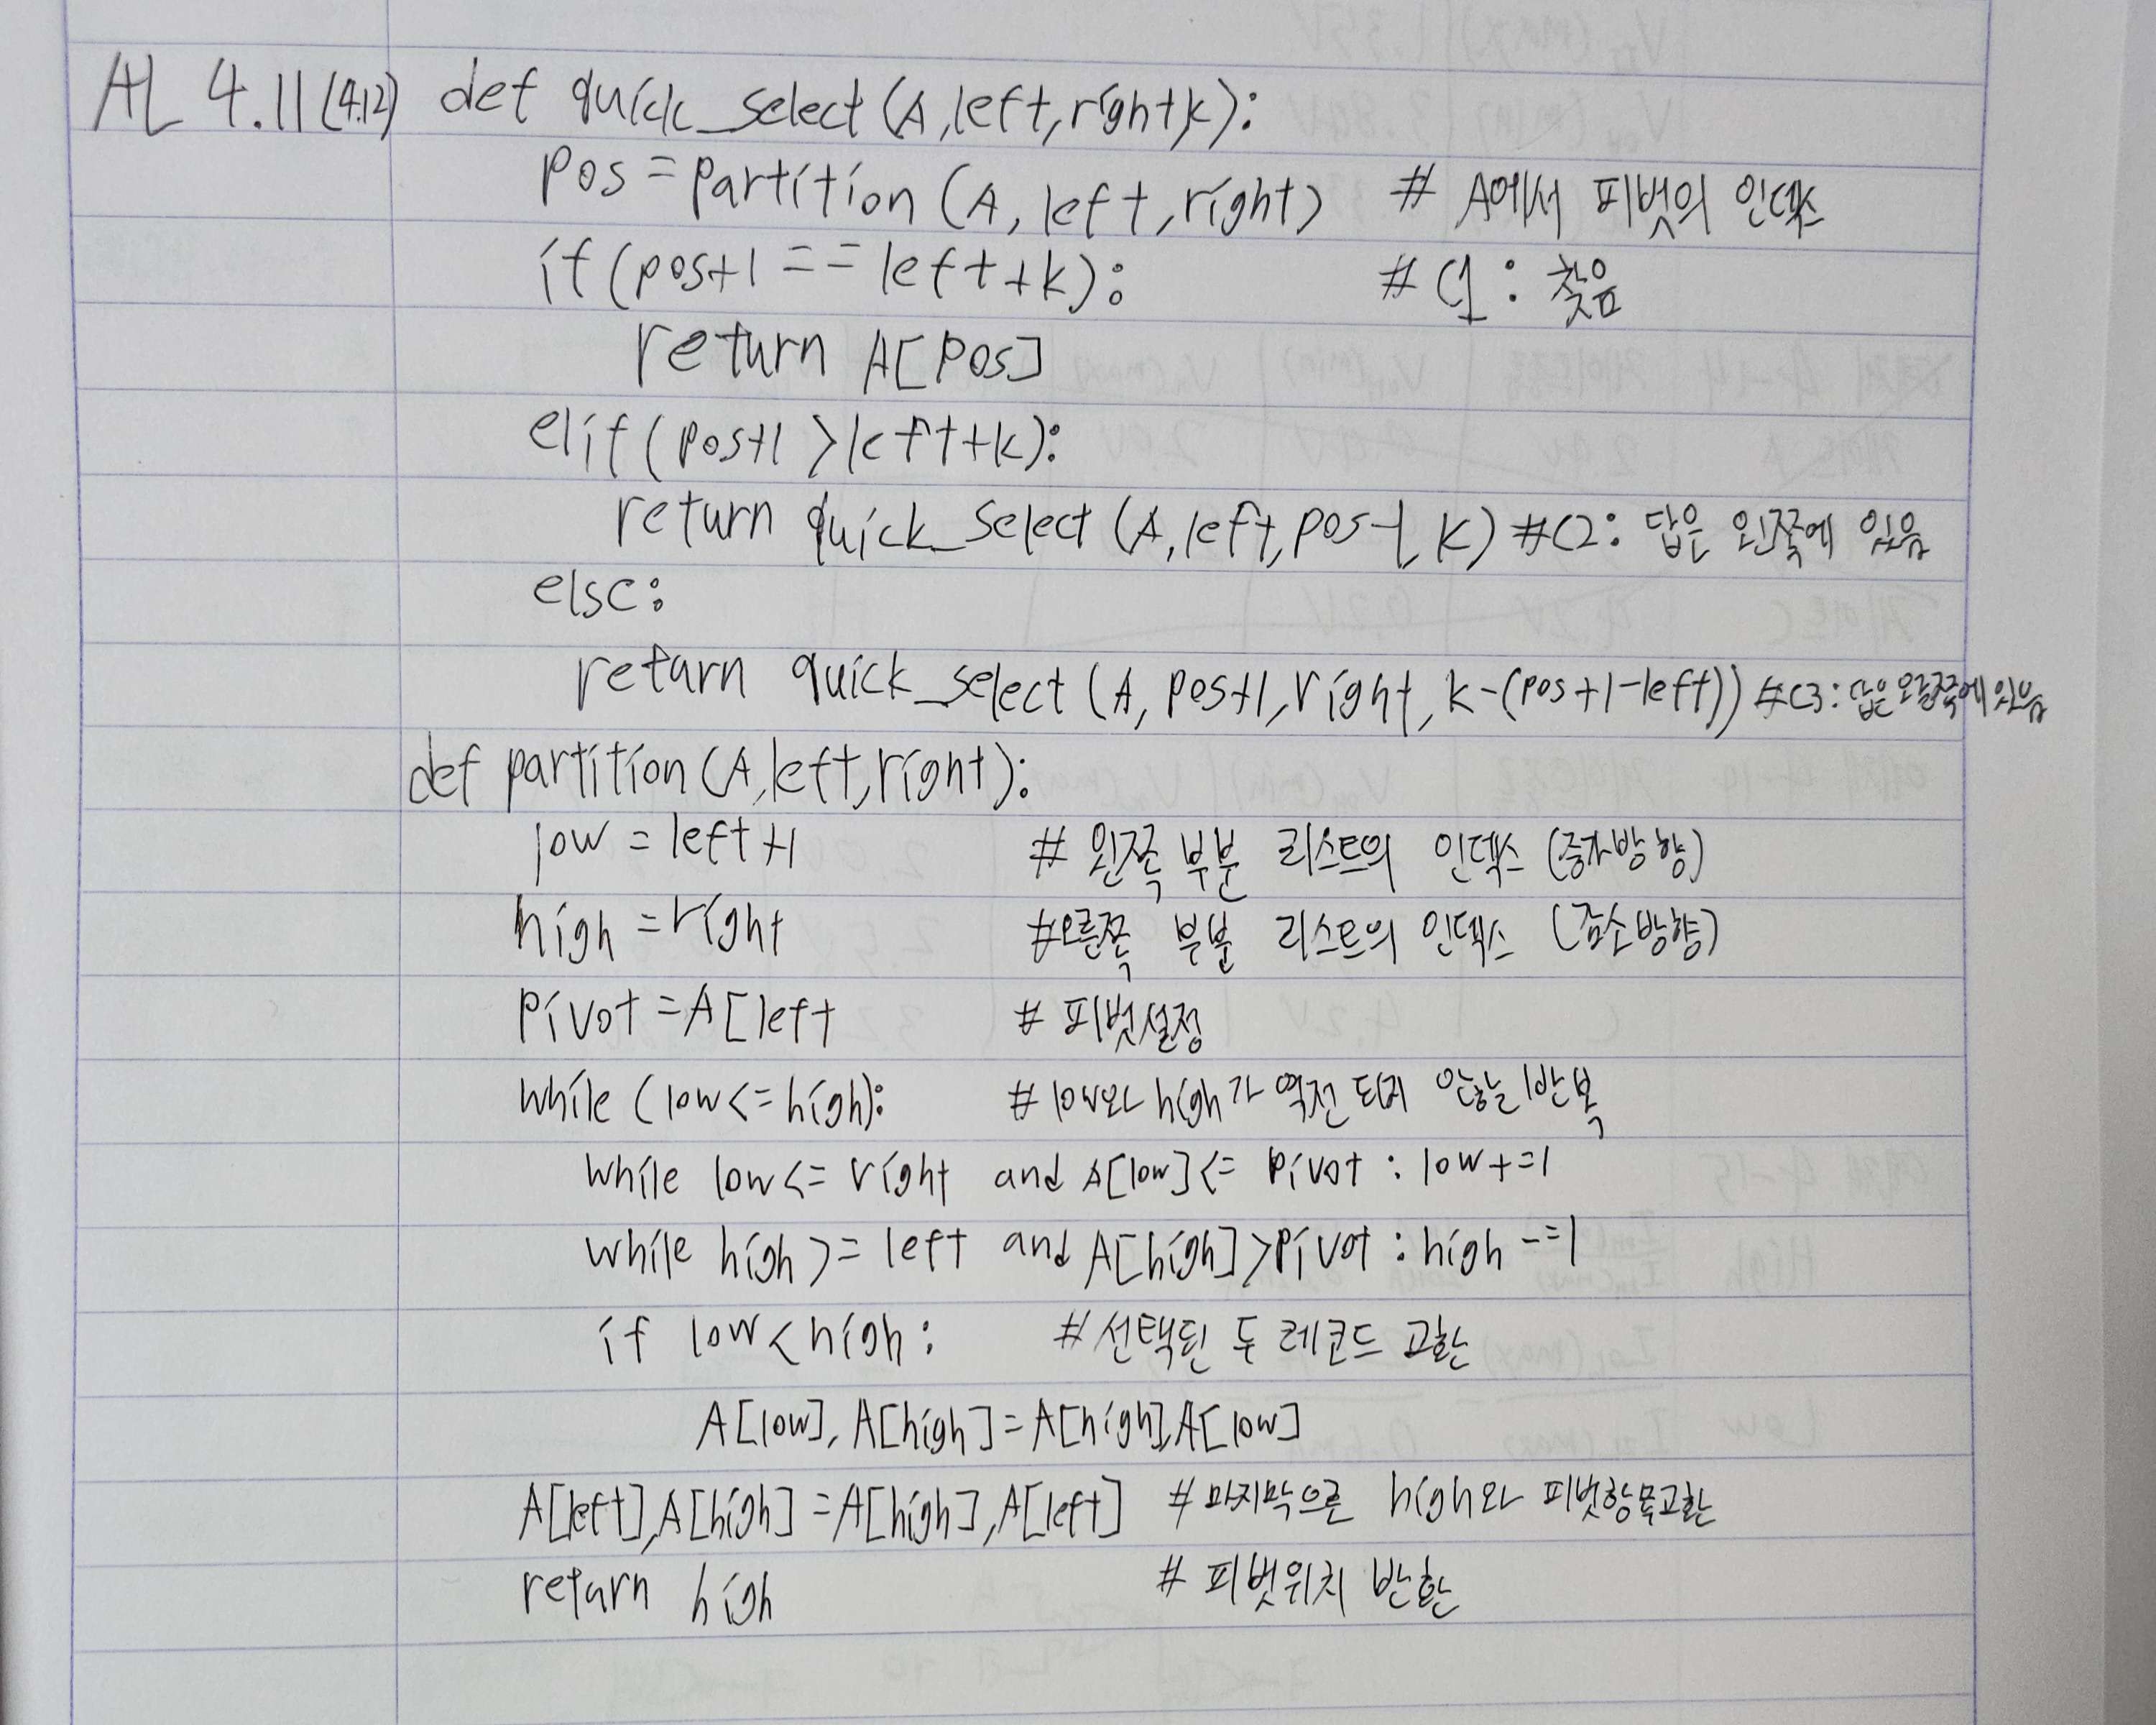 AL 4.11(4.12) def quick_select(A,left,right,k):
pos=partition(A,left,right) # A에서 피벗의 인덱스
if(pos+1==left+k): #C1: 찾음
return A[pos]
elif(pos+1>left+k):
return quick_select(A,left,pos-1,k) #C2: 답은 왼쪽에 있음
else:
return quick_select(A,pos+1,right,k-(pos+1-left)) #C3:답은 오른쪽에 있음
def partition(A,left,right):
low=left+1 # 왼쪽 부분 리스트의 인덱스 (증가방향)
high=right #오른쪽 부분 리스트의 인덱스 (감소방향)
pivot=A[left # 피벗설정
while (low<=high): #low와 high가 역전 되지 않는 반복
while low<=right and A[low]<=pivot : low+=1
while high>=left and A[high]>pivot : high-=1
if low<high: #선택된 두 레코드 교환
A[low],A[high]=A[high],A[low]
A[left],A[high]=A[high],A[left] #마지막으로 high와 피벗항목교환
return high #피벗위치 반환